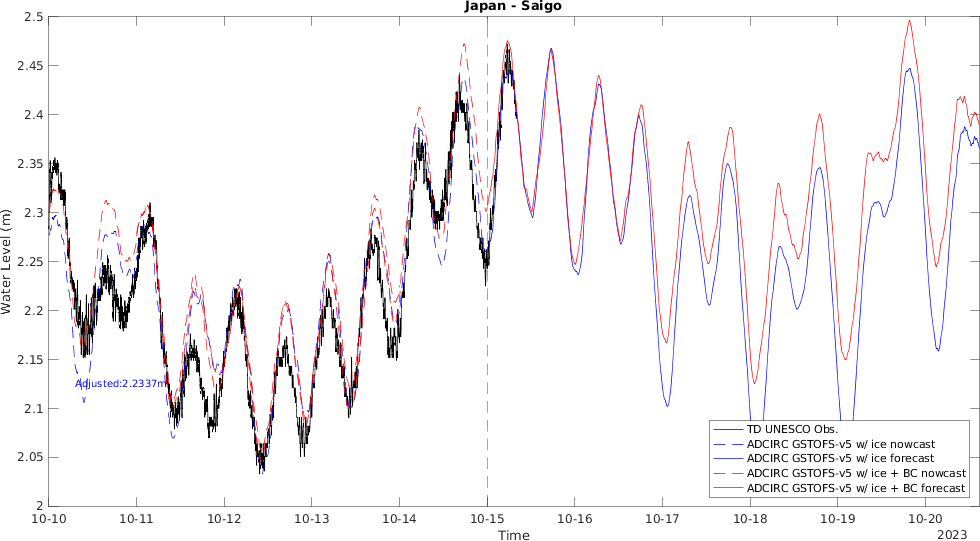 Japan - Saigo
2.5
2.45
2.4
2.35
2.3
2.25
2.2
2.15
2.1
2.05
2
Water Level (m)
Adjusted:2.2337m
TD UNESCO Obs.
ADCIRC GSTOFS-v5 w/ ice nowcast
ADCIRC GSTOFS-v5 w/ ice forecast
ADCIRC GSTOFS-v5 w/ ice + BC nowcast
ADCIRC GSTOFS-v5 w/ ice + BC forecast
10-10 10-11 10-12 10-13 10-14 10-15 10-16 10-17 10-18 10-19 10-20
Time
2023